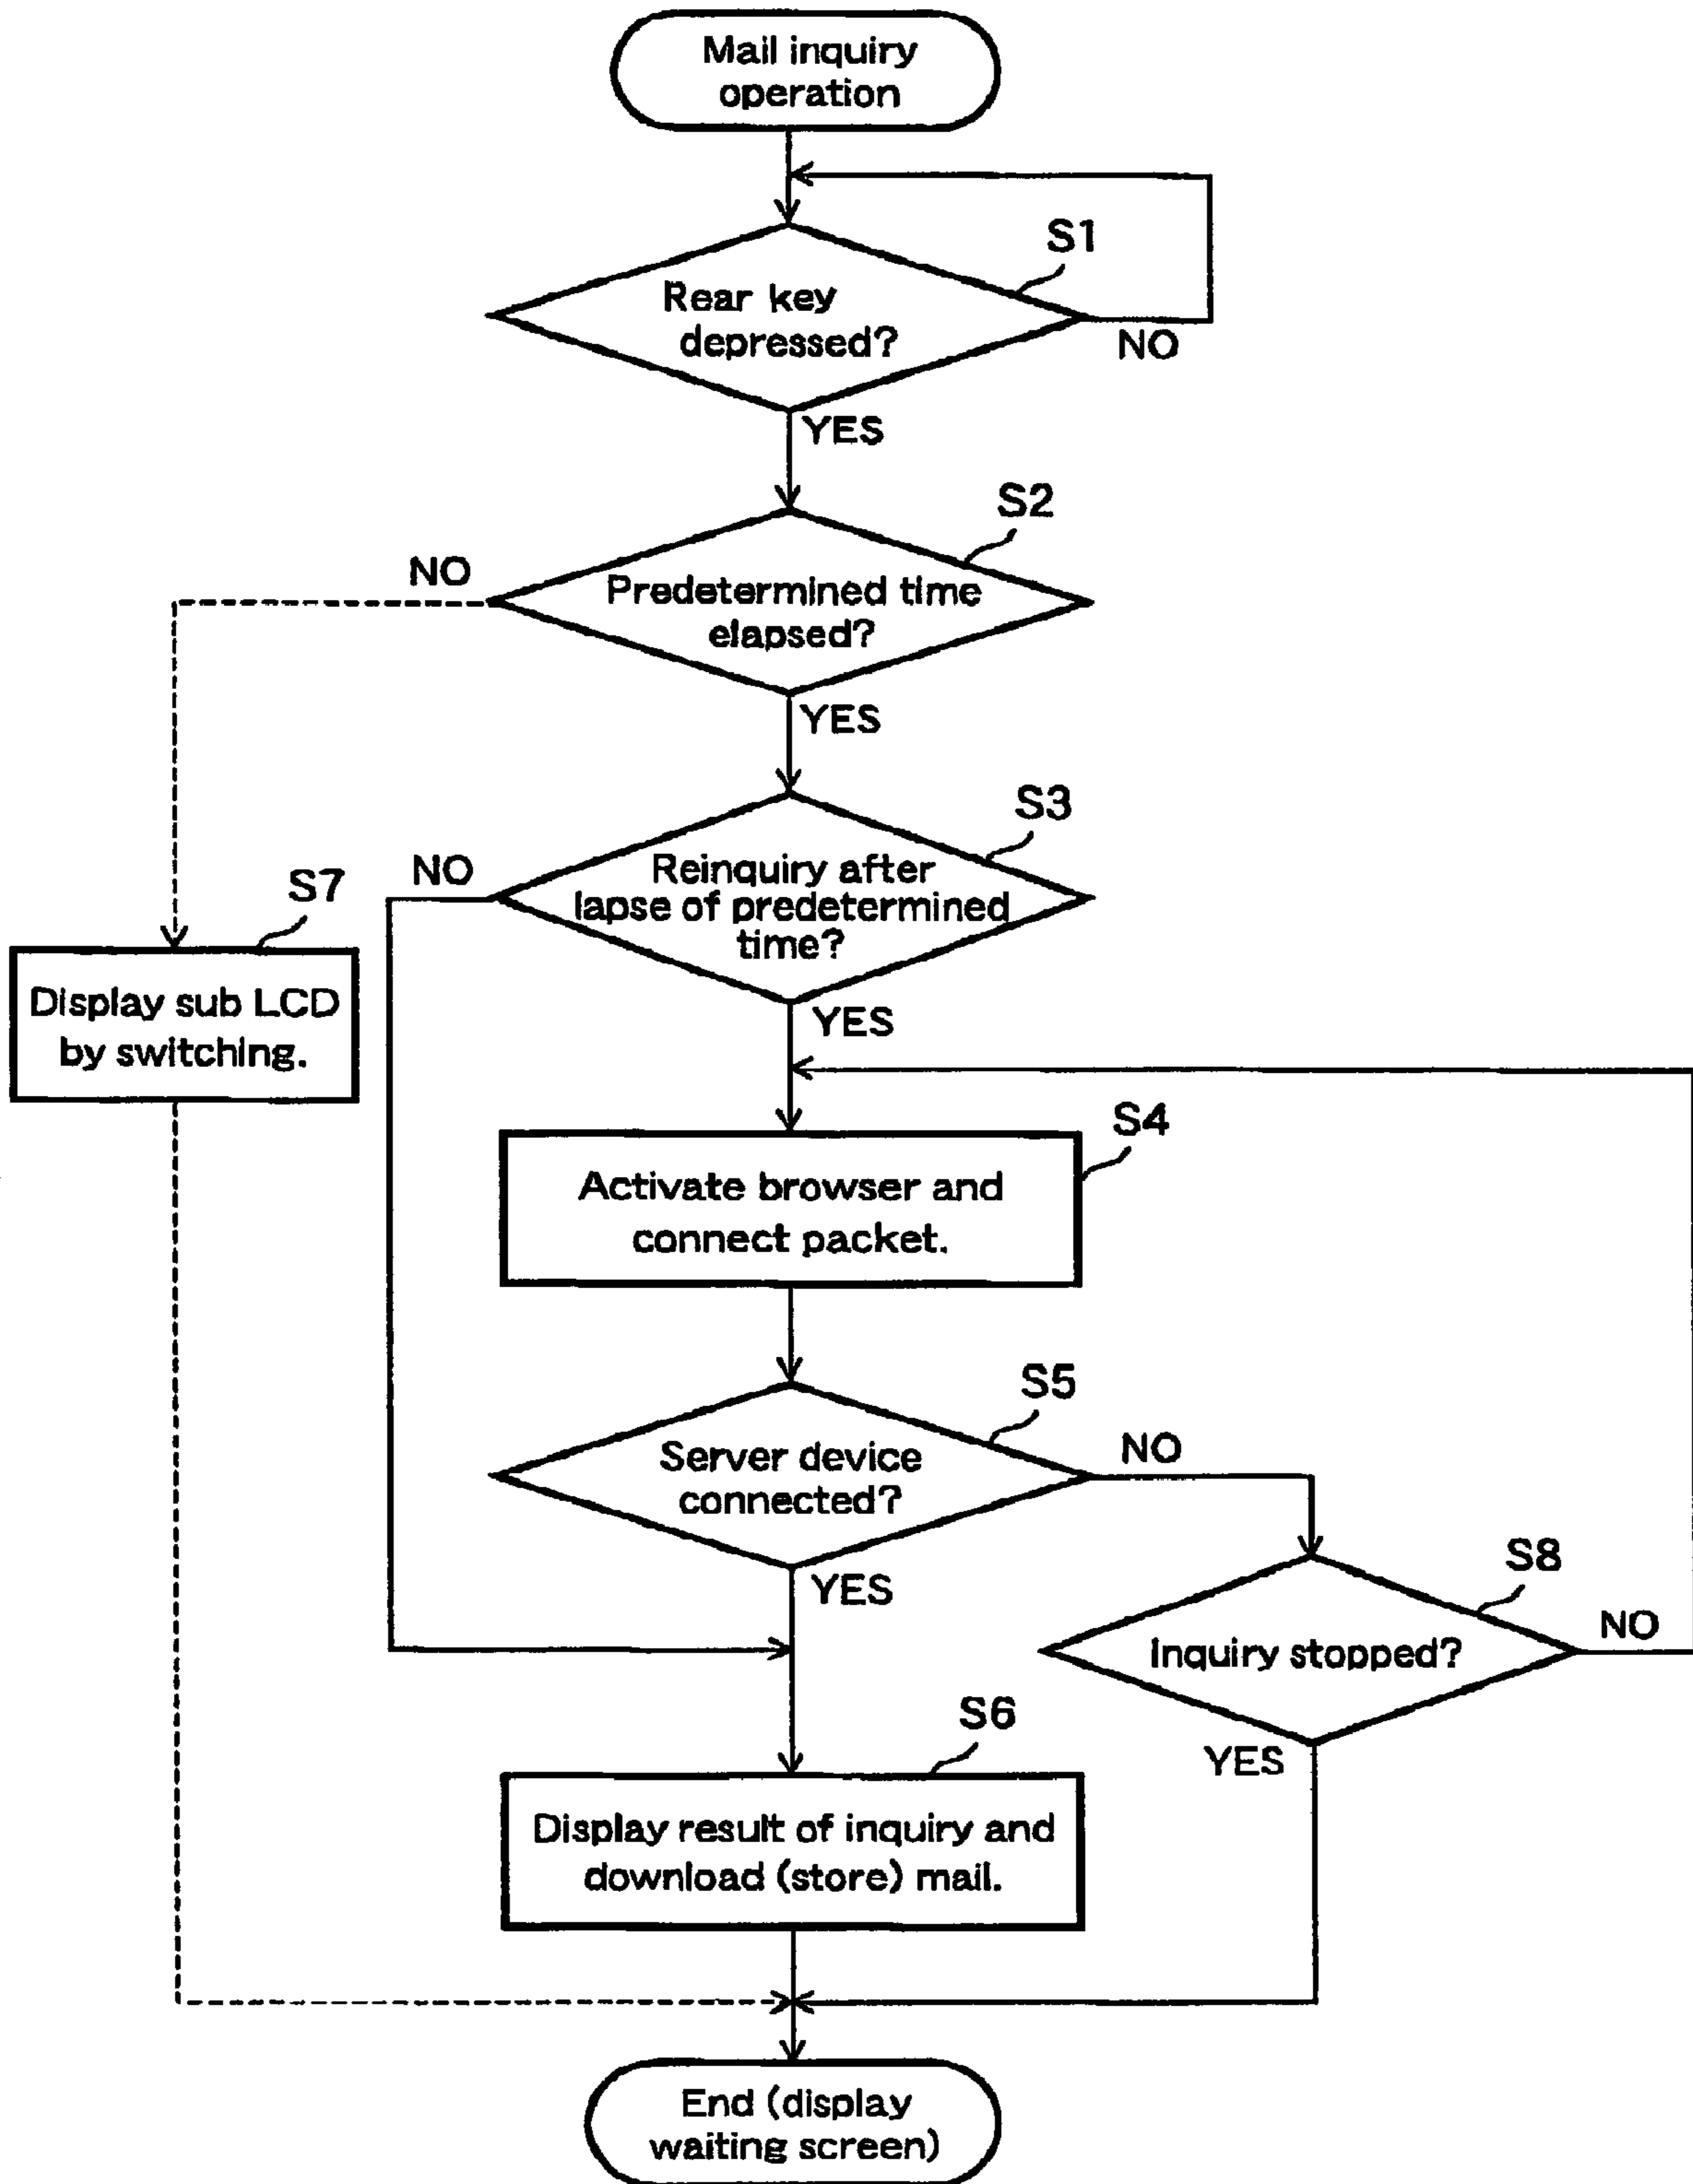 Mail inquiry
operation
S1
Rear key
depressed?
NO
YES
S2
NO
Predetermined time
elapsed?
YES
S3
NO
Reinquiry after
lapse of predetermined
time?
S7
YES
Display sub LCD
by switching.
S4
Activate browser and
connect packet.
S5
NO
Server device
connected?
YES
S8
NO
Inquiry stopped?
S6
YES
Display result of inquiry and
download (store) mail.
End (display
waiting screen)